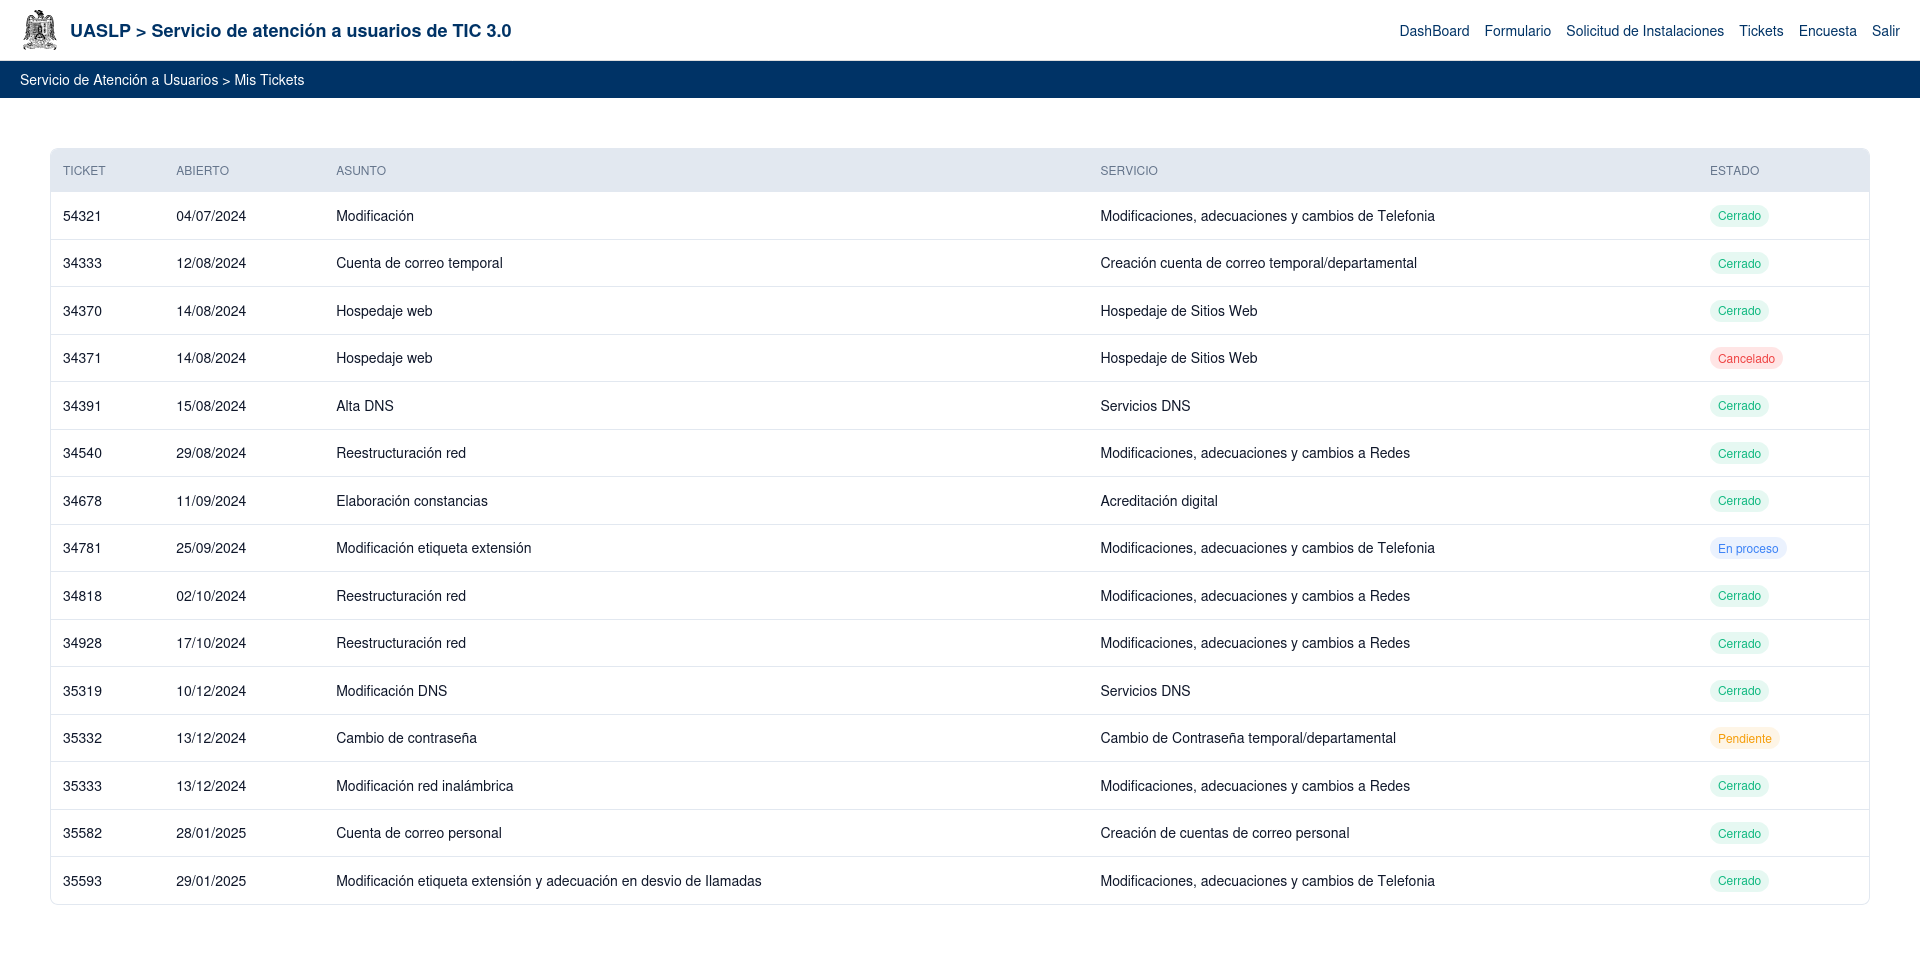 UASLP > Servicio de atención a usuarios de TIC 3.0
DashBoard Formulario Solicitud de Instalaciones Tickets Encuesta Salir
Servicio de Atención a Usuarios > Mis Tickets
TICKET ABIERTO ASUNTO SERVICIO ESTADO
54321 04/07/2024 Modificación Modificaciones, adecuaciones y cambios de Telefonia Cerrado
34333 12/08/2024 Cuenta de correo temporal Creación cuenta de correo temporal/departamental Cerrado
34370 14/08/2024 Hospedaje web Hospedaje de Sitios Web Cerrado
34371 14/08/2024 Hospedaje web Hospedaje de Sitios Web Cancelado
34391 15/08/2024 Alta DNS Servicios DNS Cerrado
34540 29/08/2024 Reestructuración red Modificaciones, adecuaciones y cambios a Redes Cerrado
34678 11/09/2024 Elaboración constancias Acreditación digital Cerrado
34781 25/09/2024 Modificación etiqueta extensión Modificaciones, adecuaciones y cambios de Telefonia En proceso
34818 02/10/2024 Reestructuración red Modificaciones, adecuaciones y cambios a Redes Cerrado
34928 17/10/2024 Reestructuración red Modificaciones, adecuaciones y cambios a Redes Cerrado
35319 10/12/2024 Modificación DNS Servicios DNS Cerrado
35332 13/12/2024 Cambio de contraseña Cambio de Contraseña temporal/departamental Pendiente
35333 13/12/2024 Modificación red inalámbrica Modificaciones, adecuaciones y cambios a Redes Cerrado
35582 28/01/2025 Cuenta de correo personal Creación de cuentas de correo personal Cerrado
35593 29/01/2025 Modificación etiqueta extensión y adecuación en desvio de llamadas Modificaciones, adecuaciones y cambios de Telefonia Cerrado